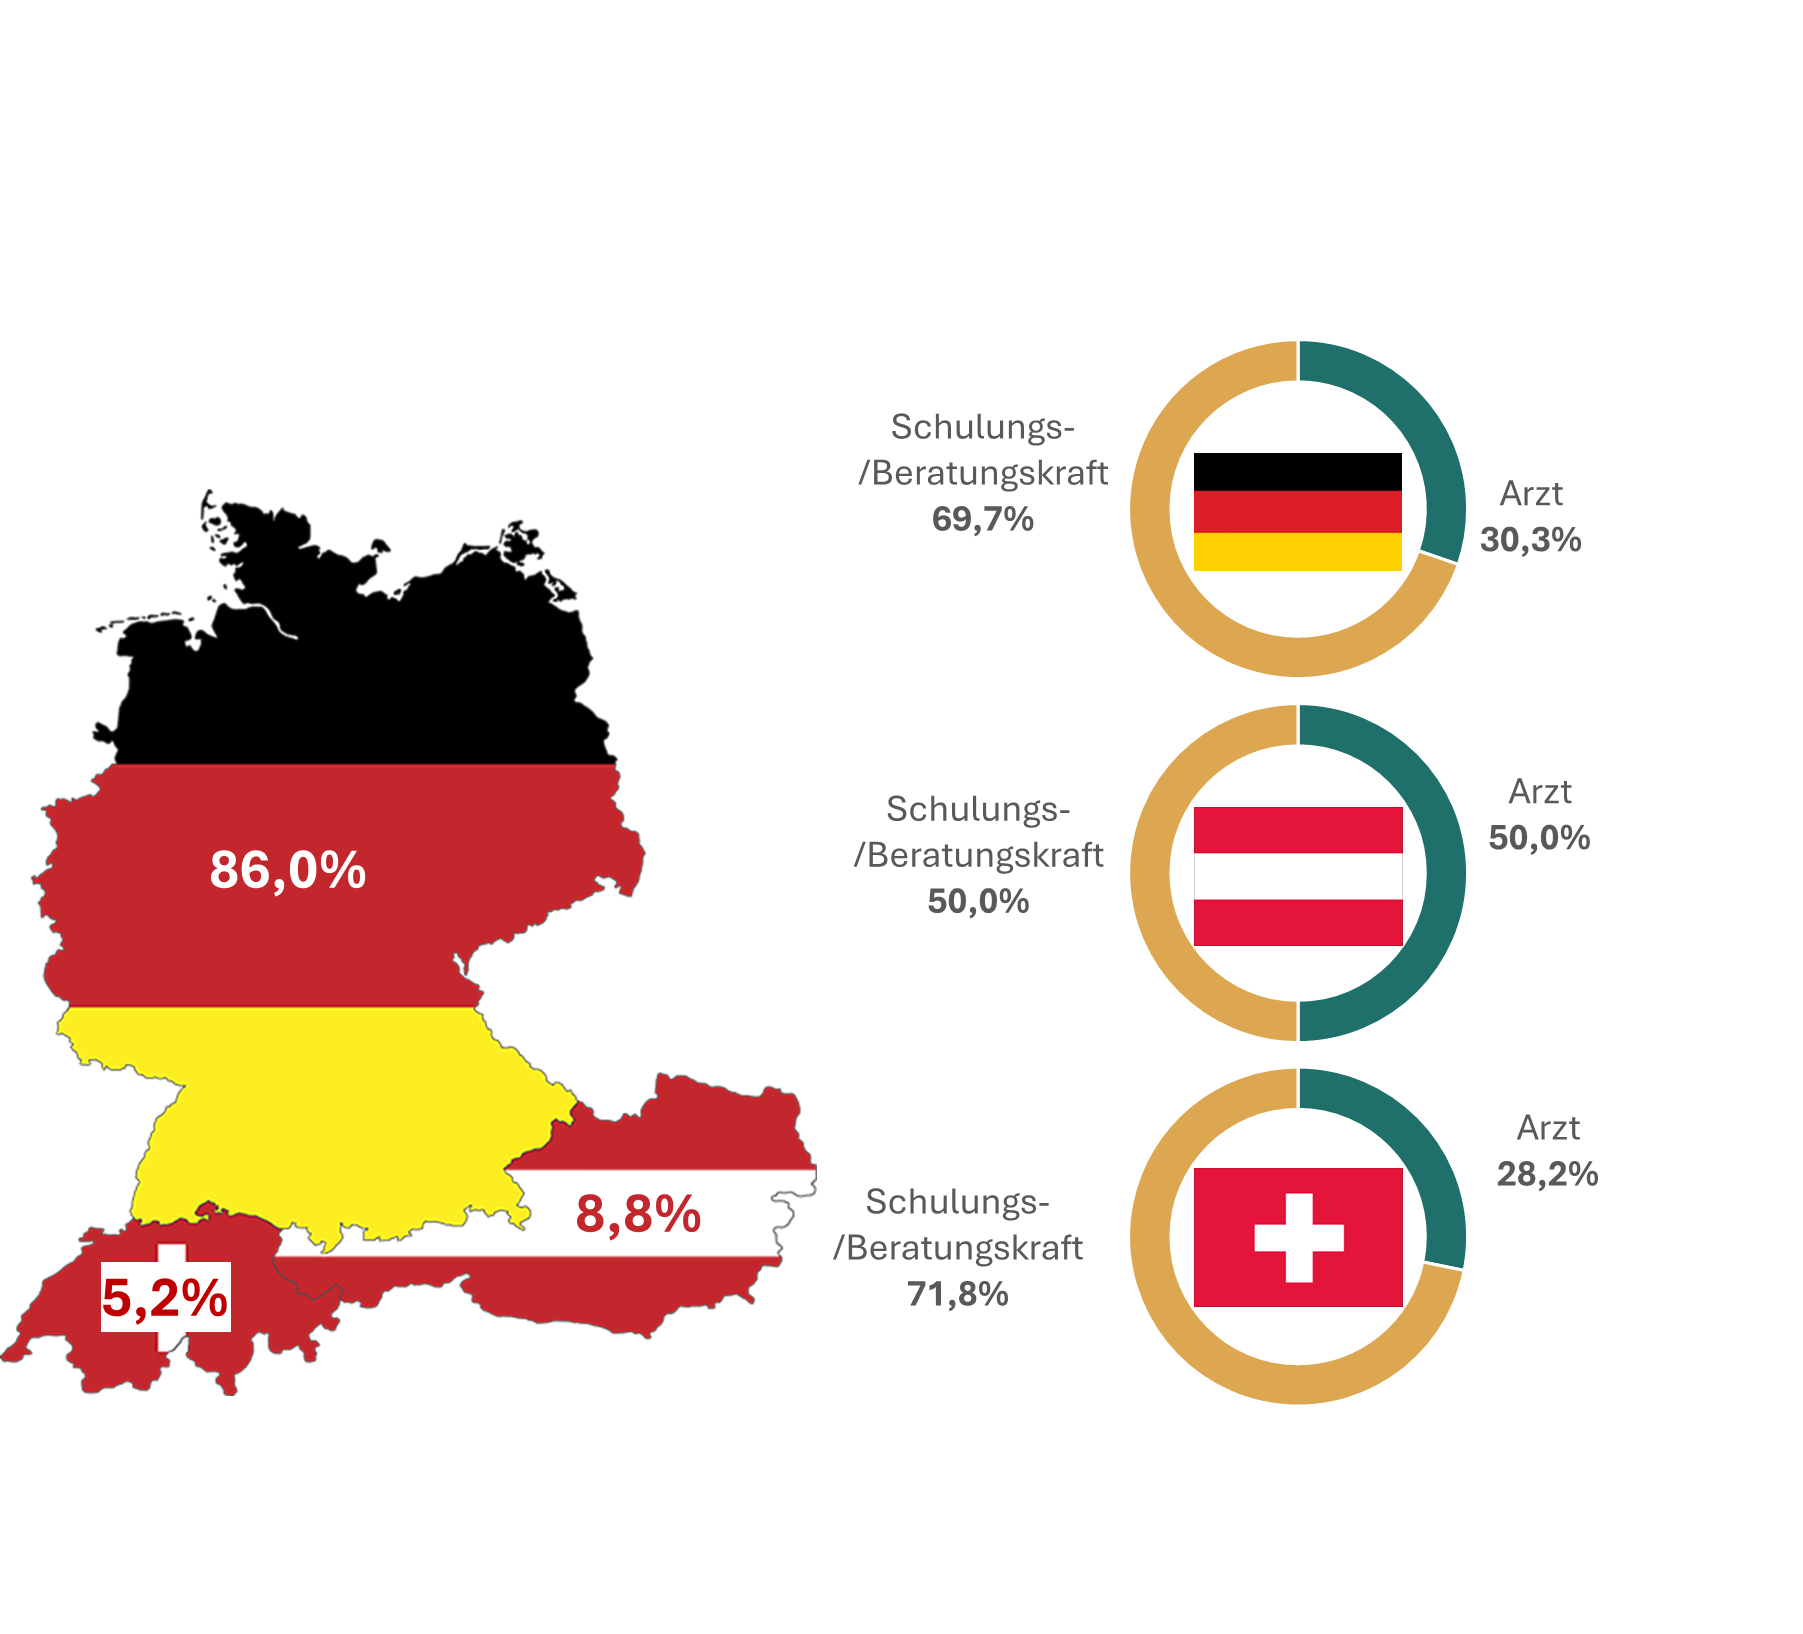 86,0%
8,8%
5,2%
Schulungs-
/Beratungskraft
69,7%
Arzt
30,3%
Schulungs-
/Beratungskraft
50,0%
Arzt
50,0%
Schulungs-
/Beratungskraft
71,8%
Arzt
28,2%